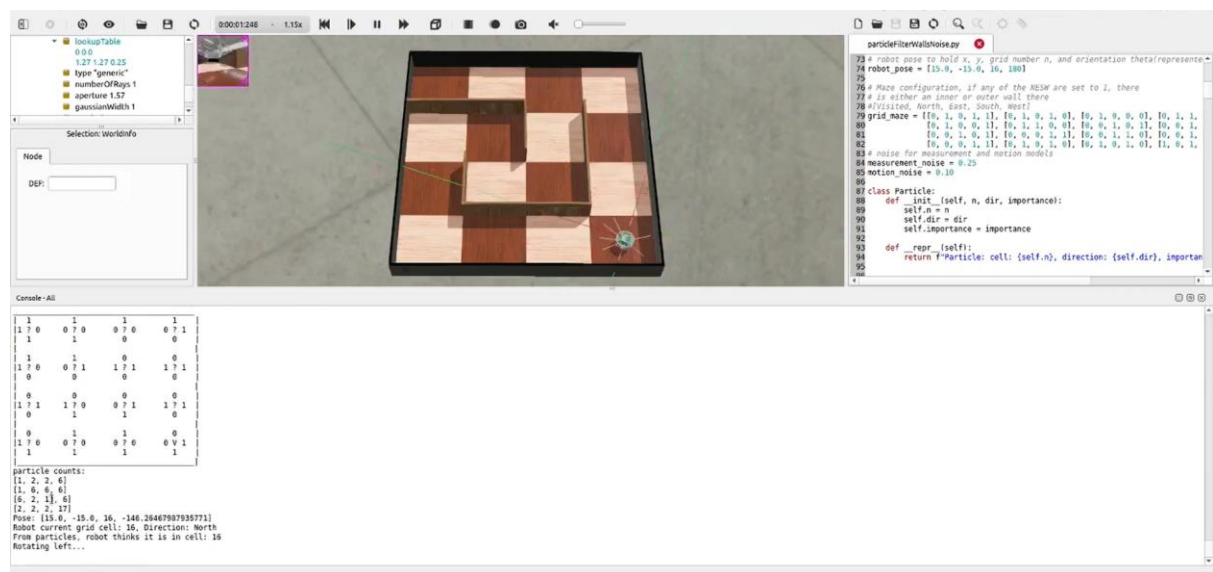 0:00:01:248 - 1.15x
lookupTable
0 0 0
1.27 1.27 0.25
type "generic"
numberOfRays 1
aperture 1.57
gaussianWidth 1
Selection: WorldInfo
Node
DEF:
particleFilterWallsNoise.py
73 # robot pose to hold x, y, grid number n, and orientation theta(represente
74 robot_pose = [15.0, -15.0, 16, 180]
75
76 # Maze configuration, if any of the NESW are set to 1, there
77 # is either an inner or outer wall there
78 #[Visited, North, East, South, West]
79 grid_maze = [[0, 1, 0, 1, 1], [0, 1, 0, 1, 0], [0, 1, 0, 0, 0], [0, 1, 1,
80 [0, 1, 0, 0, 1], [0, 1, 1, 0, 0], [0, 0, 1, 0, 1], [0, 0, 1,
81 [0, 0, 1, 0, 1], [0, 0, 0, 1, 1], [0, 0, 1, 1, 0], [0, 0, 1,
82 [0, 0, 0, 1, 1], [0, 1, 0, 1, 0], [0, 1, 0, 1, 0], [1, 0, 1,
83 # noise for measurement and motion models
84 measurement_noise = 0.25
85 motion_noise = 0.10
86
87 class Particle:
88 def __init__(self, n, dir, importance):
89 self.n = n
90 self.dir = dir
91 self.importance = importance
92
93 def __repr__(self):
94 return f"Particle: cell: {self.n}, direction: {self.dir}, importan
95
Console - All
| 1 1 1 1 |
|1 ? 0 0 ? 0 0 ? 0 0 ? 1 |
| 1 1 0 0 |
| |
| 1 1 0 0 |
|1 ? 0 0 ? 1 1 ? 1 1 ? 1 |
| 0 0 0 0 |
| |
| 0 0 0 0 |
|1 ? 1 1 ? 0 0 ? 1 1 ? 1 |
| 0 1 1 0 |
| |
| 0 1 1 0 |
|1 ? 0 0 ? 0 0 ? 0 0 V 1 |
| 1 1 1 1 |
particle counts:
[1, 2, 2, 6]
[1, 6, 6, 6]
[6, 2, 6]
[2, 2, 2, 17]
Pose: [15.0, -15.0, 16, -146.26467987935771]
Robot current grid cell: 16, Direction: North
From particles, robot thinks it is in cell: 16
Rotating left...